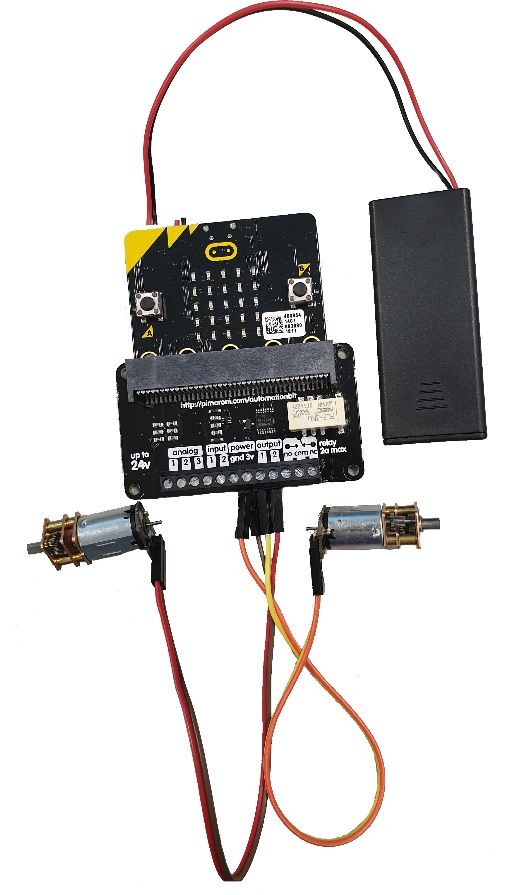 B
A
http://pimoroni.com/automationbit
up to
24v
analog input power output relay
1 2 3 1 2 gnd 3v 1 2 no com nc 2a max